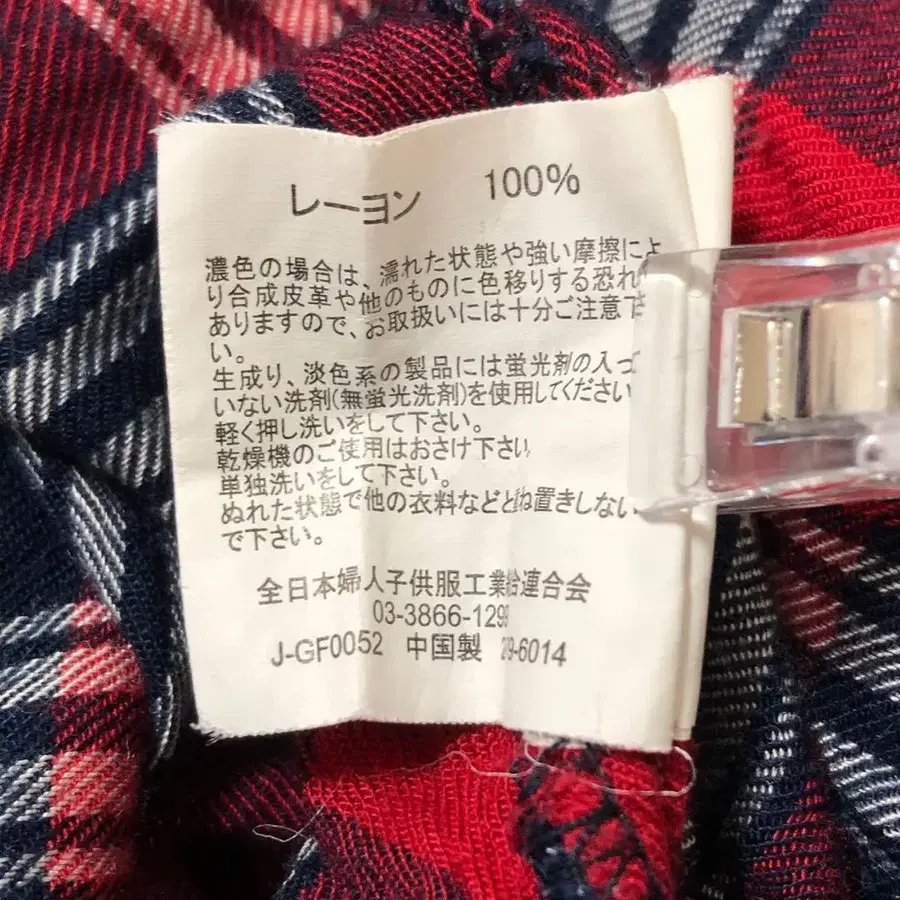 レーヨン 100%
濃色の場合は、濡れた状態や強い摩擦によ
り合成皮革や他のものに色移りする恐れ
ありますので、お取扱いには十分ご注意下さ
い。
生成り、淡色系の製品には蛍光剤の入っ
いない洗剤(無蛍光洗剤)を使用してください
軽く押し洗いをして下さい。
乾燥機のご使用はおさけ下さい
単独洗いをして下さい。
ぬれた状態で他の衣料などと重ね置きしない
で下さい。
全日本婦人子供服工業組連合会
J-GF0052 中国製